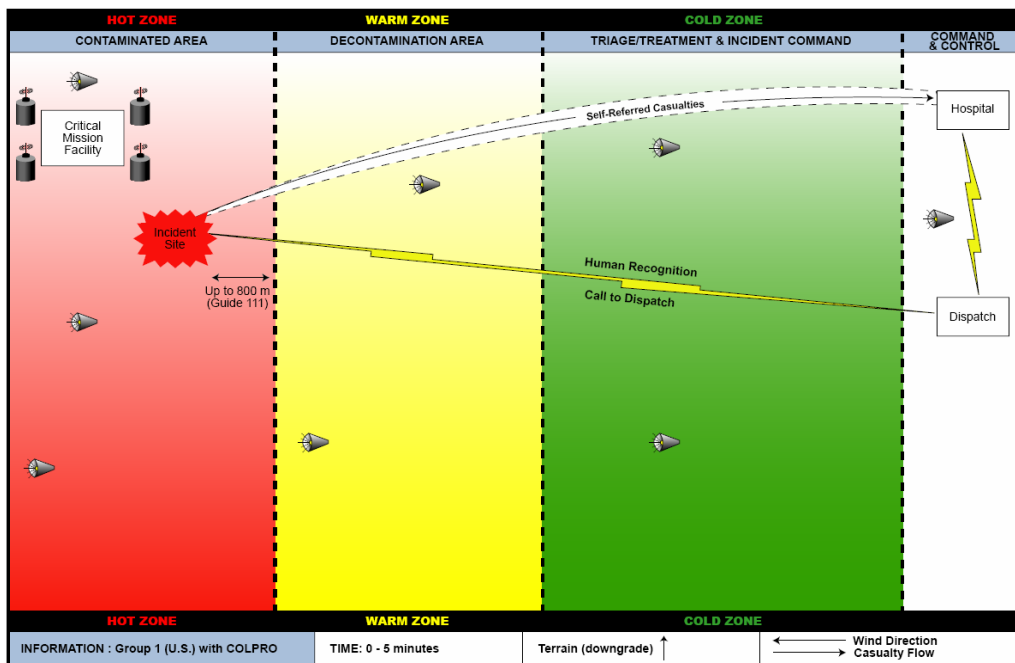 HOT ZONE
WARM ZONE
COLD ZONE
CONTAMINATED AREA
DECONTAMINATION AREA
TRIAGE/TREATMENT & INCIDENT COMMAND
COMMAND
& CONTROL
Critical
Mission
Facility
Self-Referred Casualties
Hospital
Incident
Site
Up to 800 m
(Guide 111)
Human Recognition
Call to Dispatch
Dispatch
HOT ZONE
WARM ZONE
COLD ZONE
INFORMATION : Group 1 (U.S.) with COLPRO
TIME: 0 - 5 minutes
Terrain (downgrade)
Wind Direction
Casualty Flow